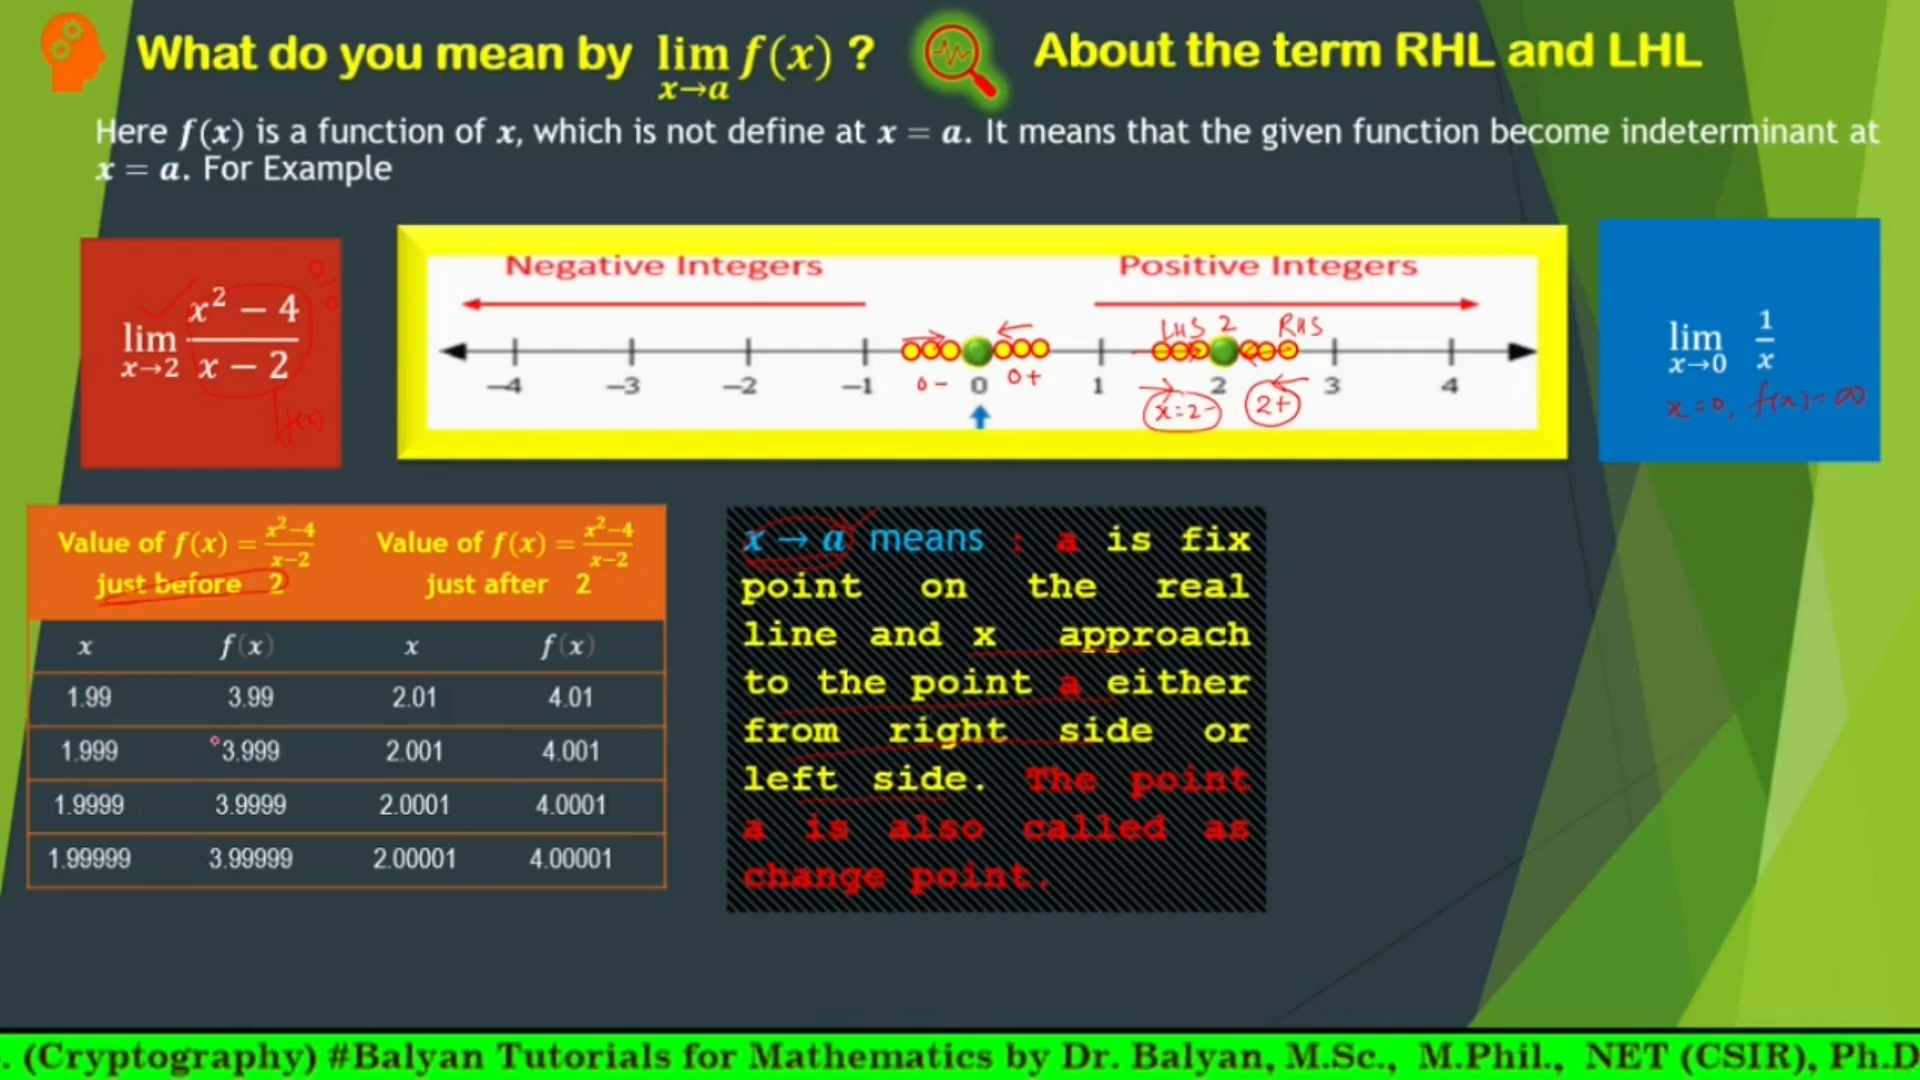 What do you mean by lim x→a f(x) ?
About the term RHL and LHL
Here f(x) is a function of x, which is not define at x = a. It means that the given function become indeterminant at
x = a. For Example
lim x→2 (x² − 4)/(x − 2)
0/0
f(x)
Negative Integers
Positive Integers
LHS 2 RHS
−4 −3 −2 −1 0 1 2 3 4
0- 0+
x=2- 2+
lim x→0 1/x
x=0, f(x)=∞
Value of f(x) = (x²−4)/(x−2)
just before 2
Value of f(x) = (x²−4)/(x−2)
just after 2
x f(x) x f(x)
1.99 3.99 2.01 4.01
1.999 3.999 2.001 4.001
1.9999 3.9999 2.0001 4.0001
1.99999 3.99999 2.00001 4.00001
x → a means : a is fix
point on the real
line and x approach
to the point a either
from right side or
left side. The point
a is also called as
change point.
. (Cryptography) #Balyan Tutorials for Mathematics by Dr. Balyan, M.Sc., M.Phil., NET (CSIR), Ph.D